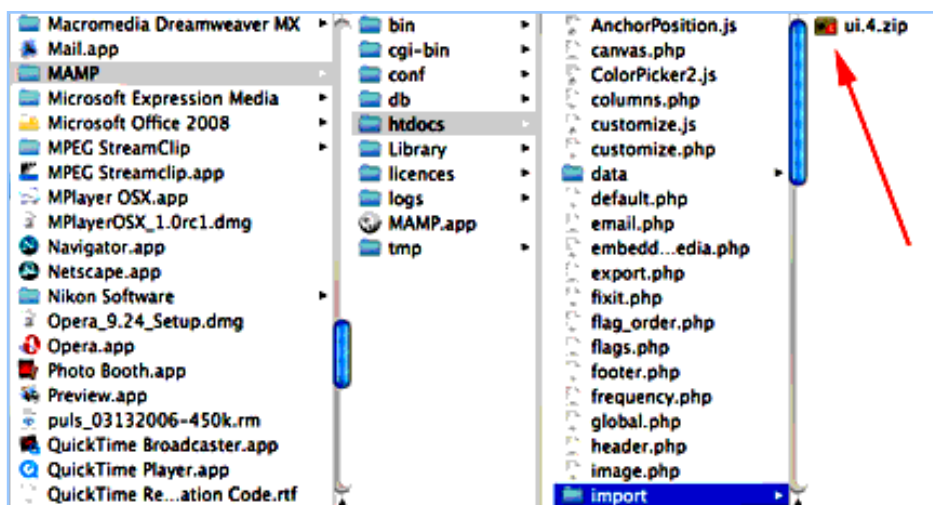 Macromedia Dreamweaver MX
Mail.app
MAMP
Microsoft Expression Media
Microsoft Office 2008
MPEG StreamClip
MPEG Streamclip.app
MPlayer OSX.app
MPlayerOSX_1.0rc1.dmg
Navigator.app
Netscape.app
Nikon Software
Opera_9.24_Setup.dmg
Opera.app
Photo Booth.app
Preview.app
puls_03132006-450k.rm
QuickTime Broadcaster.app
QuickTime Player.app
QuickTime Re...ation Code.rtf
bin
cgi-bin
conf
db
htdocs
Library
licences
logs
MAMP.app
tmp
AnchorPosition.js
canvas.php
ColorPicker2.js
columns.php
customize.js
customize.php
data
default.php
email.php
embedd...edia.php
export.php
fixit.php
flag_order.php
flags.php
footer.php
frequency.php
global.php
header.php
image.php
import
ui.4.zip